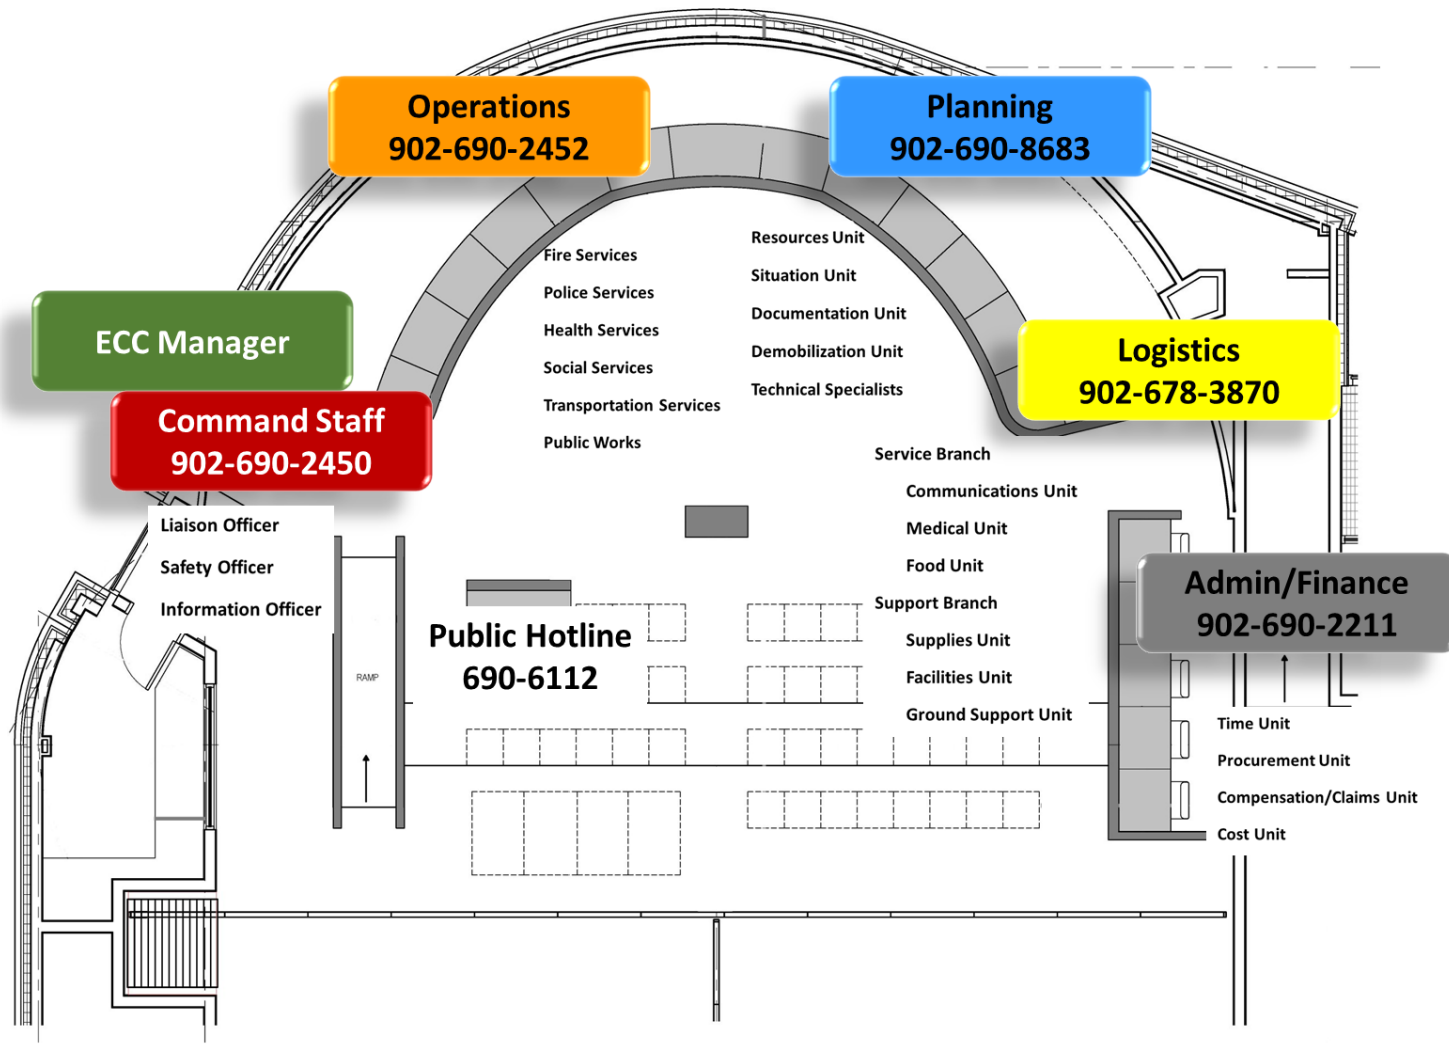 Operations
902-690-2452
Planning
902-690-8683
ECC Manager
Command Staff
902-690-2450
Liaison Officer
Safety Officer
Information Officer
Fire Services
Police Services
Health Services
Social Services
Transportation Services
Public Works
Resources Unit
Situation Unit
Documentation Unit
Demobilization Unit
Technical Specialists
Logistics
902-678-3870
Service Branch
Communications Unit
Medical Unit
Food Unit
Support Branch
Supplies Unit
Facilities Unit
Ground Support Unit
Public Hotline
690-6112
RAMP
Admin/Finance
902-690-2211
Time Unit
Procurement Unit
Compensation/Claims Unit
Cost Unit